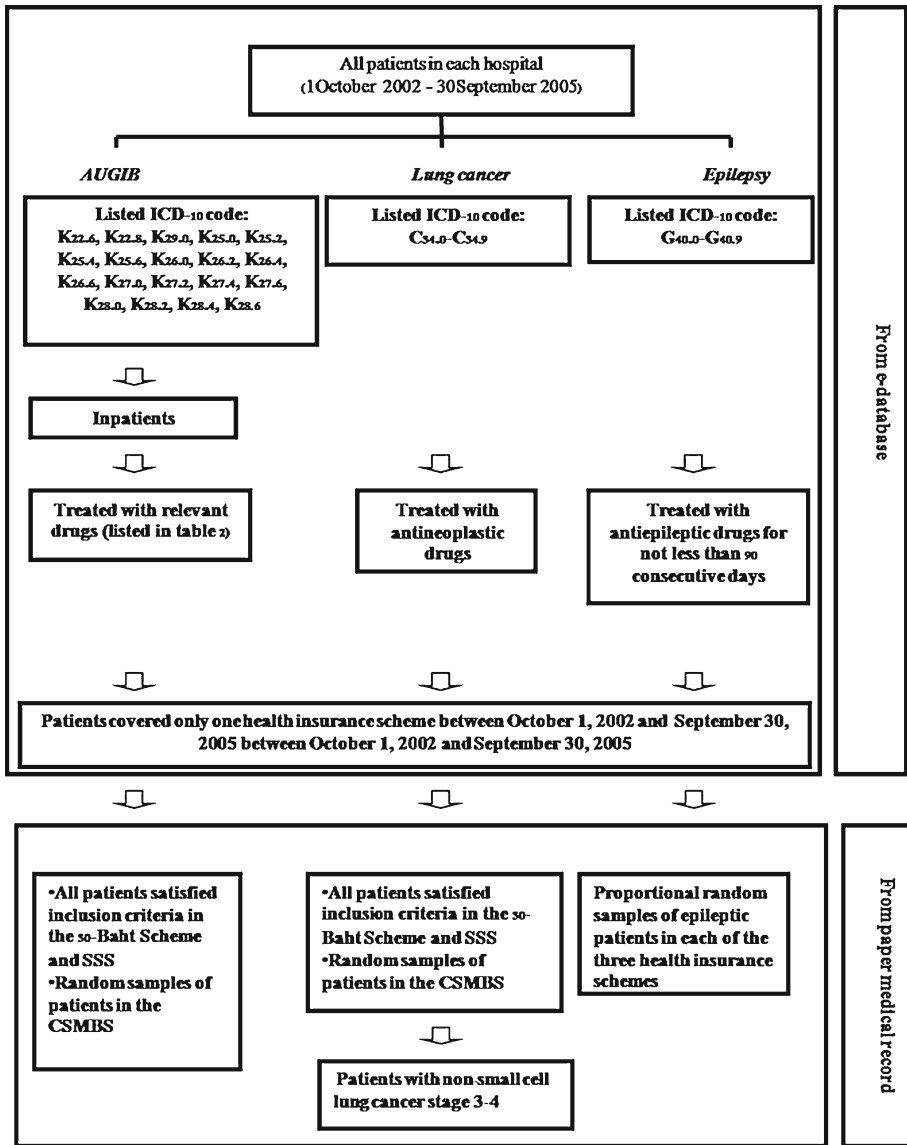 All patients in each hospital
(1October 2002 - 30September 2005)
AUGIB
Lung cancer
Epilepsy
Listed ICD-10 code:
K22.6, K22.8, K29.0, K25.0, K25.2,
K25.4, K25.6, K26.0, K26.2, K26.4,
K26.6, K27.0, K27.2, K27.4, K27.6,
K28.0, K28.2, K28.4, K28.6
Listed ICD-10 code:
C34.0-C34.9
Listed ICD-10 code:
G40.0-G40.9
Inpatients
Treated with relevant
drugs (listed in table 2)
Treated with
antineoplastic
drugs
Treated with
antiepileptic drugs for
not less than 90
consecutive days
Patients covered only one health insurance scheme between October 1, 2002 and September 30,
2005 between October 1, 2002 and September 30, 2005
From e-database
•All patients satisfied
inclusion criteria in
the 30-Baht Scheme
and SSS
•Random samples of
patients in the
CSMBS
•All patients satisfied
inclusion criteria in the 30-
Baht Scheme and SSS
•Random samples of
patients in the CSMBS
Proportional random
samples of epileptic
patients in each of the
three health insurance
schemes
Patients with non-small cell
lung cancer stage 3-4
From paper medical record